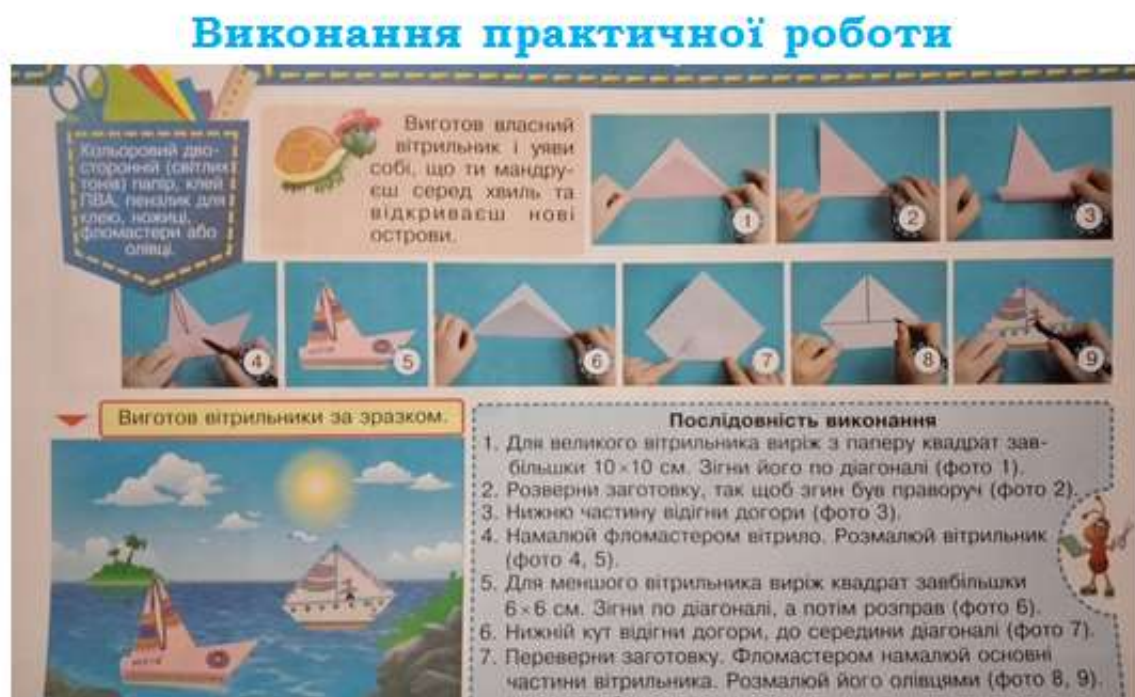 Виконання практичної роботи
Кольоровий дво-
сторонній (світлих
тонів) папір, клей
ПВА, пензлик для
клею, ножиці,
фломастери або
олівці.
Виготов власний
вітрильник і уяви
собі, що ти мандру-
єш серед хвиль та
відкриваєш нові
острови.
1
2
3
4
5
6
7
8
9
Виготов вітрильники за зразком.
Послідовність виконання
1. Для великого вітрильника виріж з паперу квадрат зав-
більшки 10×10 см. Зігни його по діагоналі (фото 1).
2. Розверни заготовку, так щоб згин був праворуч (фото 2).
3. Нижню частину відігни догори (фото 3).
4. Намалюй фломастером вітрило. Розмалюй вітрильник
(фото 4, 5).
5. Для меншого вітрильника виріж квадрат завбільшки
6×6 см. Зігни по діагоналі, а потім розправ (фото 6).
6. Нижній кут відігни догори, до середини діагоналі (фото 7).
7. Переверни заготовку. Фломастером намалюй основні
частини вітрильника. Розмалюй його олівцями (фото 8, 9).